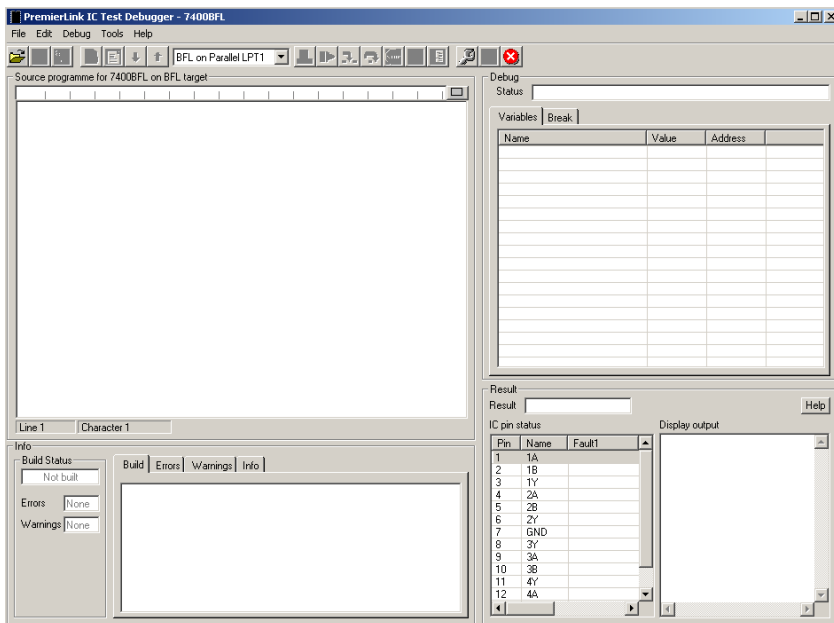 PremierLink IC Test Debugger - 7400BFL
File Edit Debug Tools Help
BFL on Parallel LPT1
Source programme for 7400BFL on BFL target
Line 1 Character 1
Info
Build Status
Not built
Errors None
Warnings None
Build Errors Warnings Info
Debug
Status
Variables Break
Name Value Address
Result
Result
Help
IC pin status
Display output
Pin Name Fault1
1 1A
2 1B
3 1Y
4 2A
5 2B
6 2Y
7 GND
8 3Y
9 3A
10 3B
11 4Y
12 4A